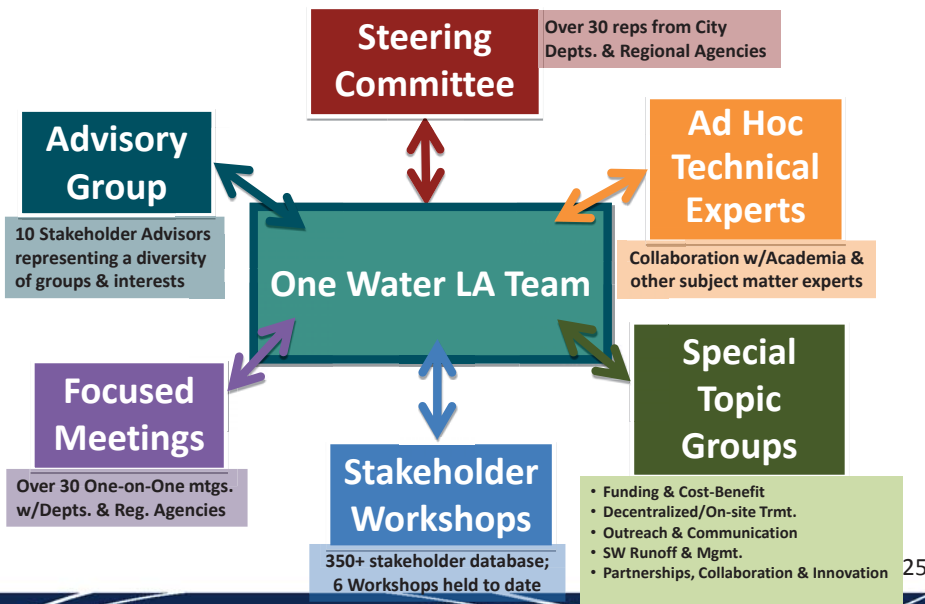 Steering
Committee
Over 30 reps from City
Depts. & Regional Agencies
Advisory
Group
10 Stakeholder Advisors
representing a diversity
of groups & interests
Ad Hoc
Technical
Experts
Collaboration w/Academia &
other subject matter experts
One Water LA Team
Focused
Meetings
Over 30 One-on-One mtgs.
w/Depts. & Reg. Agencies
Stakeholder
Workshops
350+ stakeholder database;
6 Workshops held to date
Special
Topic
Groups
• Funding & Cost-Benefit
• Decentralized/On-site Trmt.
• Outreach & Communication
• SW Runoff & Mgmt.
• Partnerships, Collaboration & Innovation
25